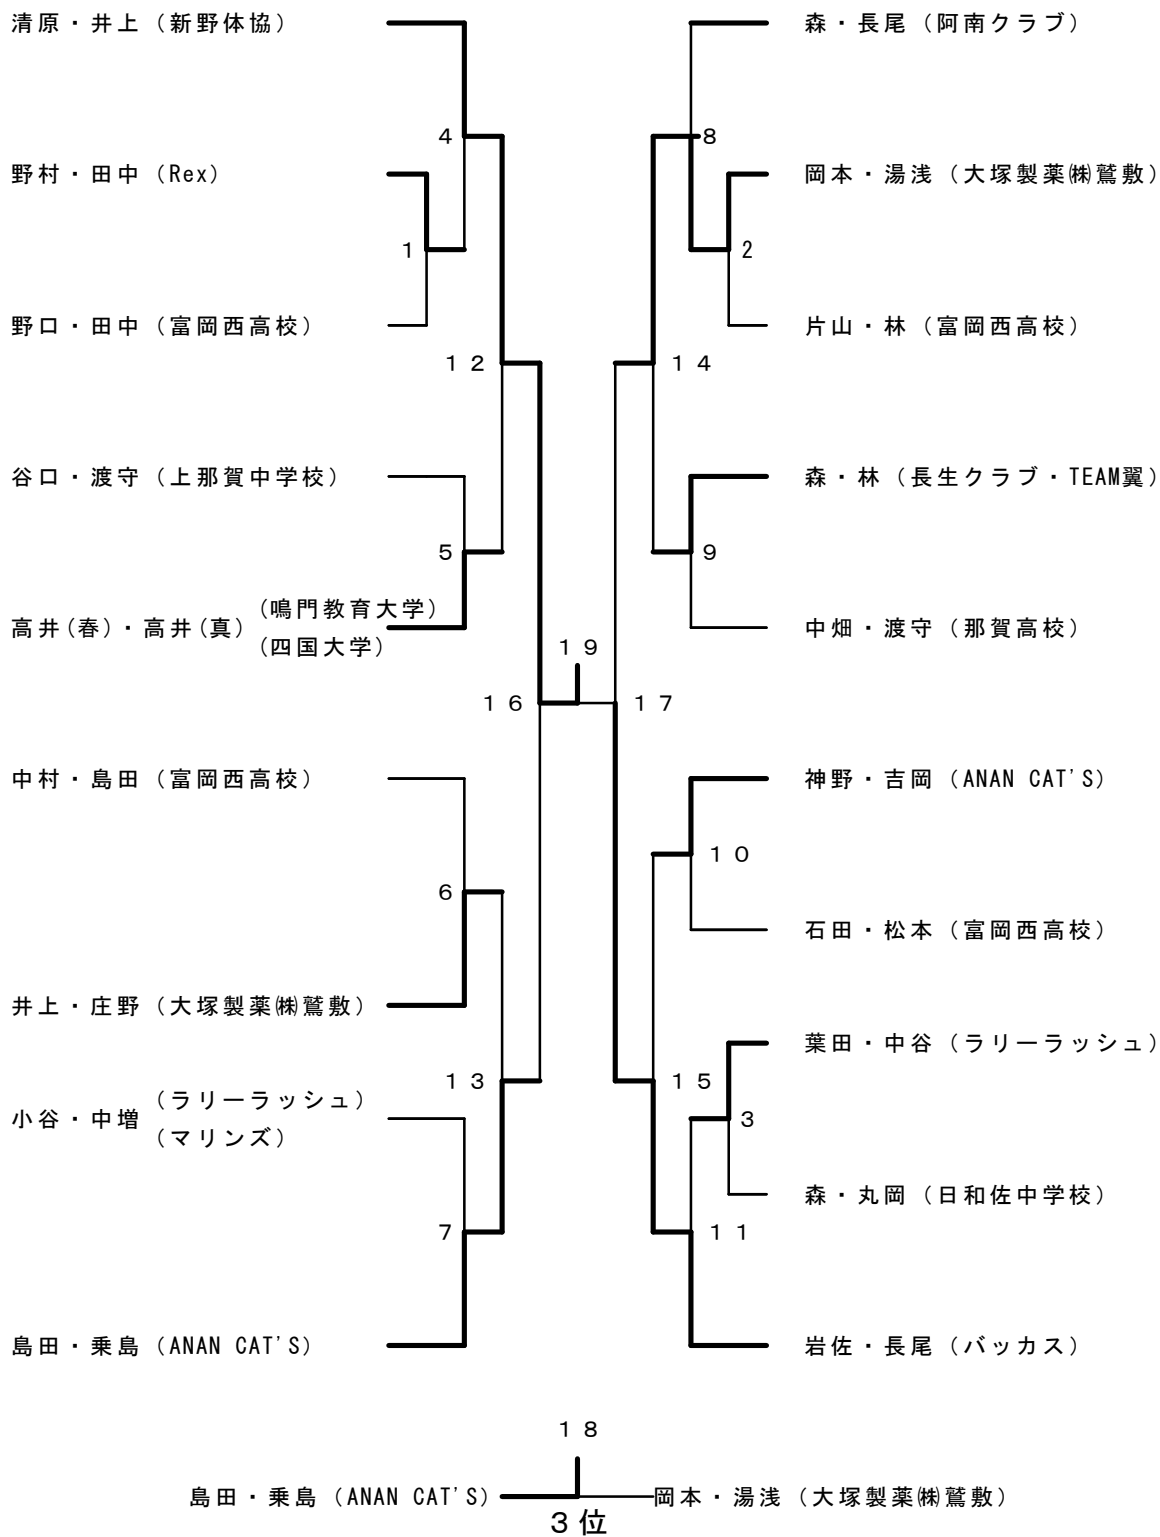 清原・井上（新野体協）
森・長尾（阿南クラブ）
4
8
野村・田中（Rex）
岡本・湯浅（大塚製薬㈱鷲敷）
1
2
野口・田中（富岡西高校）
片山・林（富岡西高校）
１２
１４
谷口・渡守（上那賀中学校）
森・林（長生クラブ・TEAM翼）
5
9
高井(春)・高井(真)
（鳴門教育大学）
（四国大学）
中畑・渡守（那賀高校）
１９
１６
１７
中村・島田（富岡西高校）
神野・吉岡（ANAN CAT'S）
１０
6
石田・松本（富岡西高校）
井上・庄野（大塚製薬㈱鷲敷）
葉田・中谷（ラリーラッシュ）
１３
１５
小谷・中増
（ラリーラッシュ）
（マリンズ）
3
森・丸岡（日和佐中学校）
7
１１
島田・乗島（ANAN CAT'S）
岩佐・長尾（バッカス）
１８
島田・乗島（ANAN CAT'S）
岡本・湯浅（大塚製薬㈱鷲敷）
３位